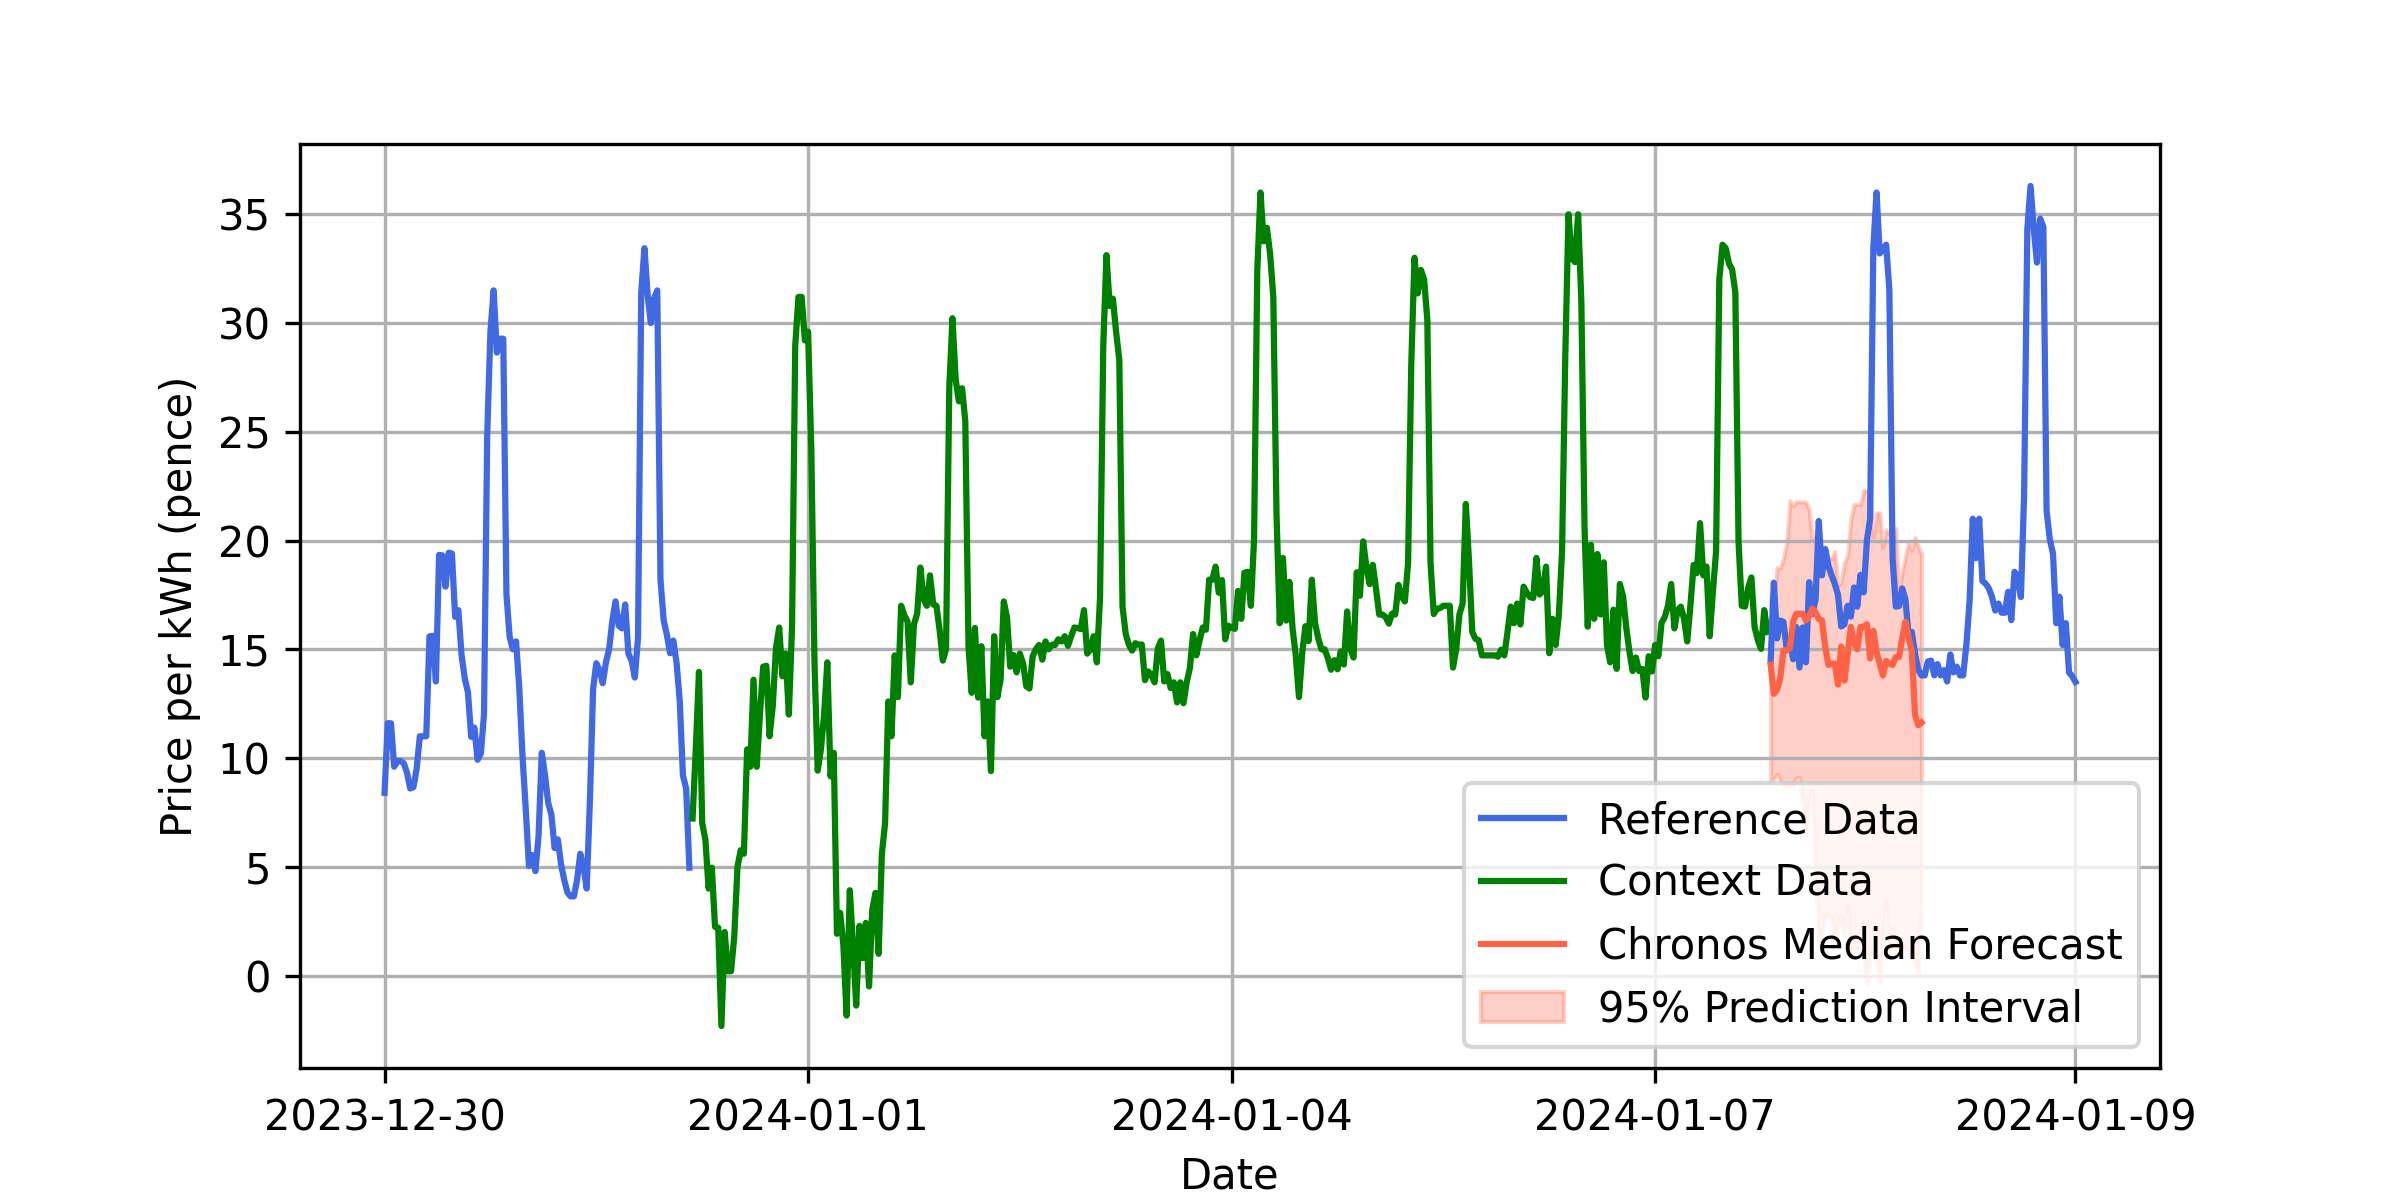 35
30
25
20
15
10
5
0
Price per kWh (pence)
2023-12-30
2024-01-01
2024-01-04
2024-01-07
2024-01-09
Date
Reference Data
Context Data
Chronos Median Forecast
95% Prediction Interval